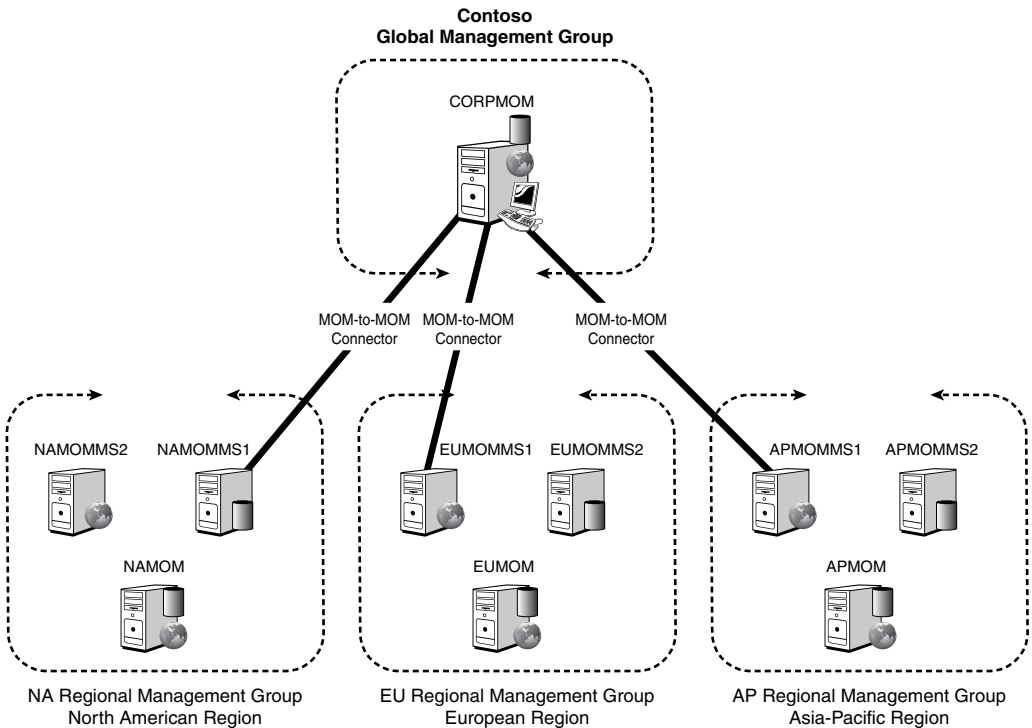 Contoso
Global Management Group
CORPMOM
MOM-to-MOM
Connector
MOM-to-MOM
Connector
MOM-to-MOM
Connector
NAMOMMS2
NAMOMMS1
NAMOM
EUMOMMS1
EUMOMMS2
EUMOM
APMOMMS1
APMOMMS2
APMOM
NA Regional Management Group
North American Region
EU Regional Management Group
European Region
AP Regional Management Group
Asia-Pacific Region